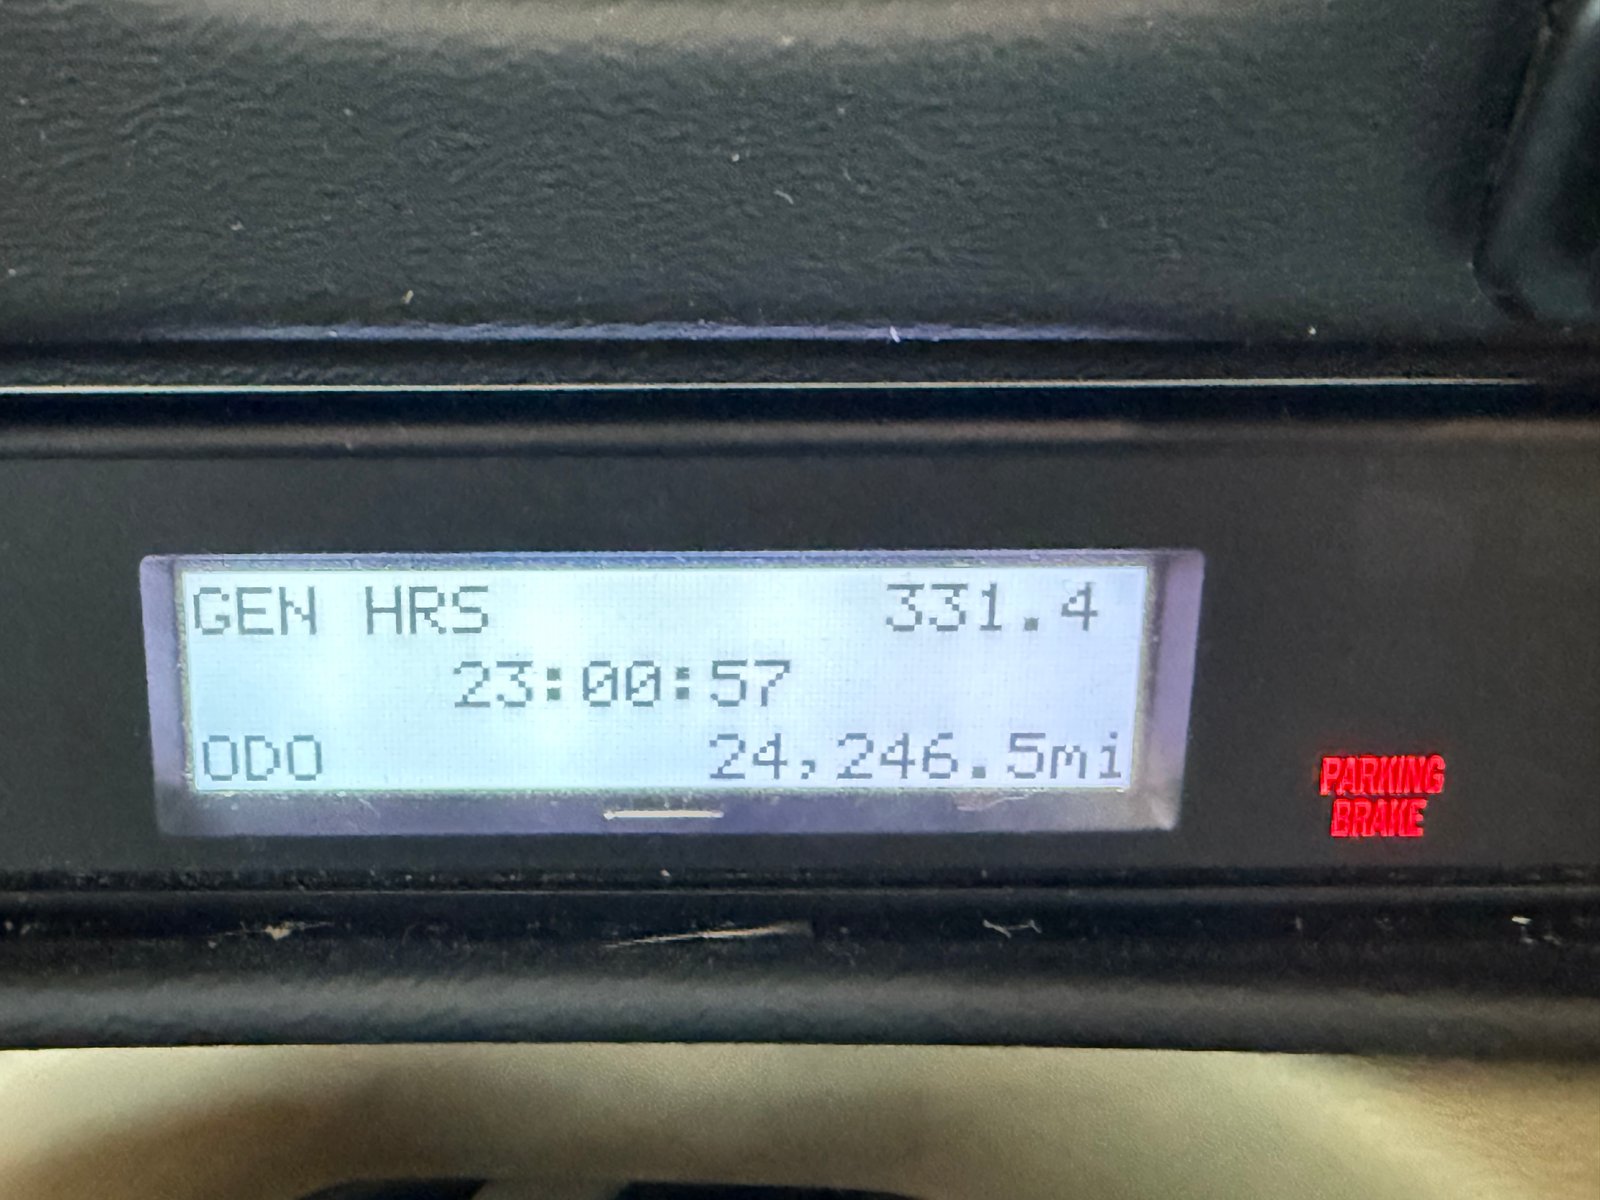 GEN HRS 331.4
23:00:57
ODO 24,246.5mi
PARKING
BRAKE